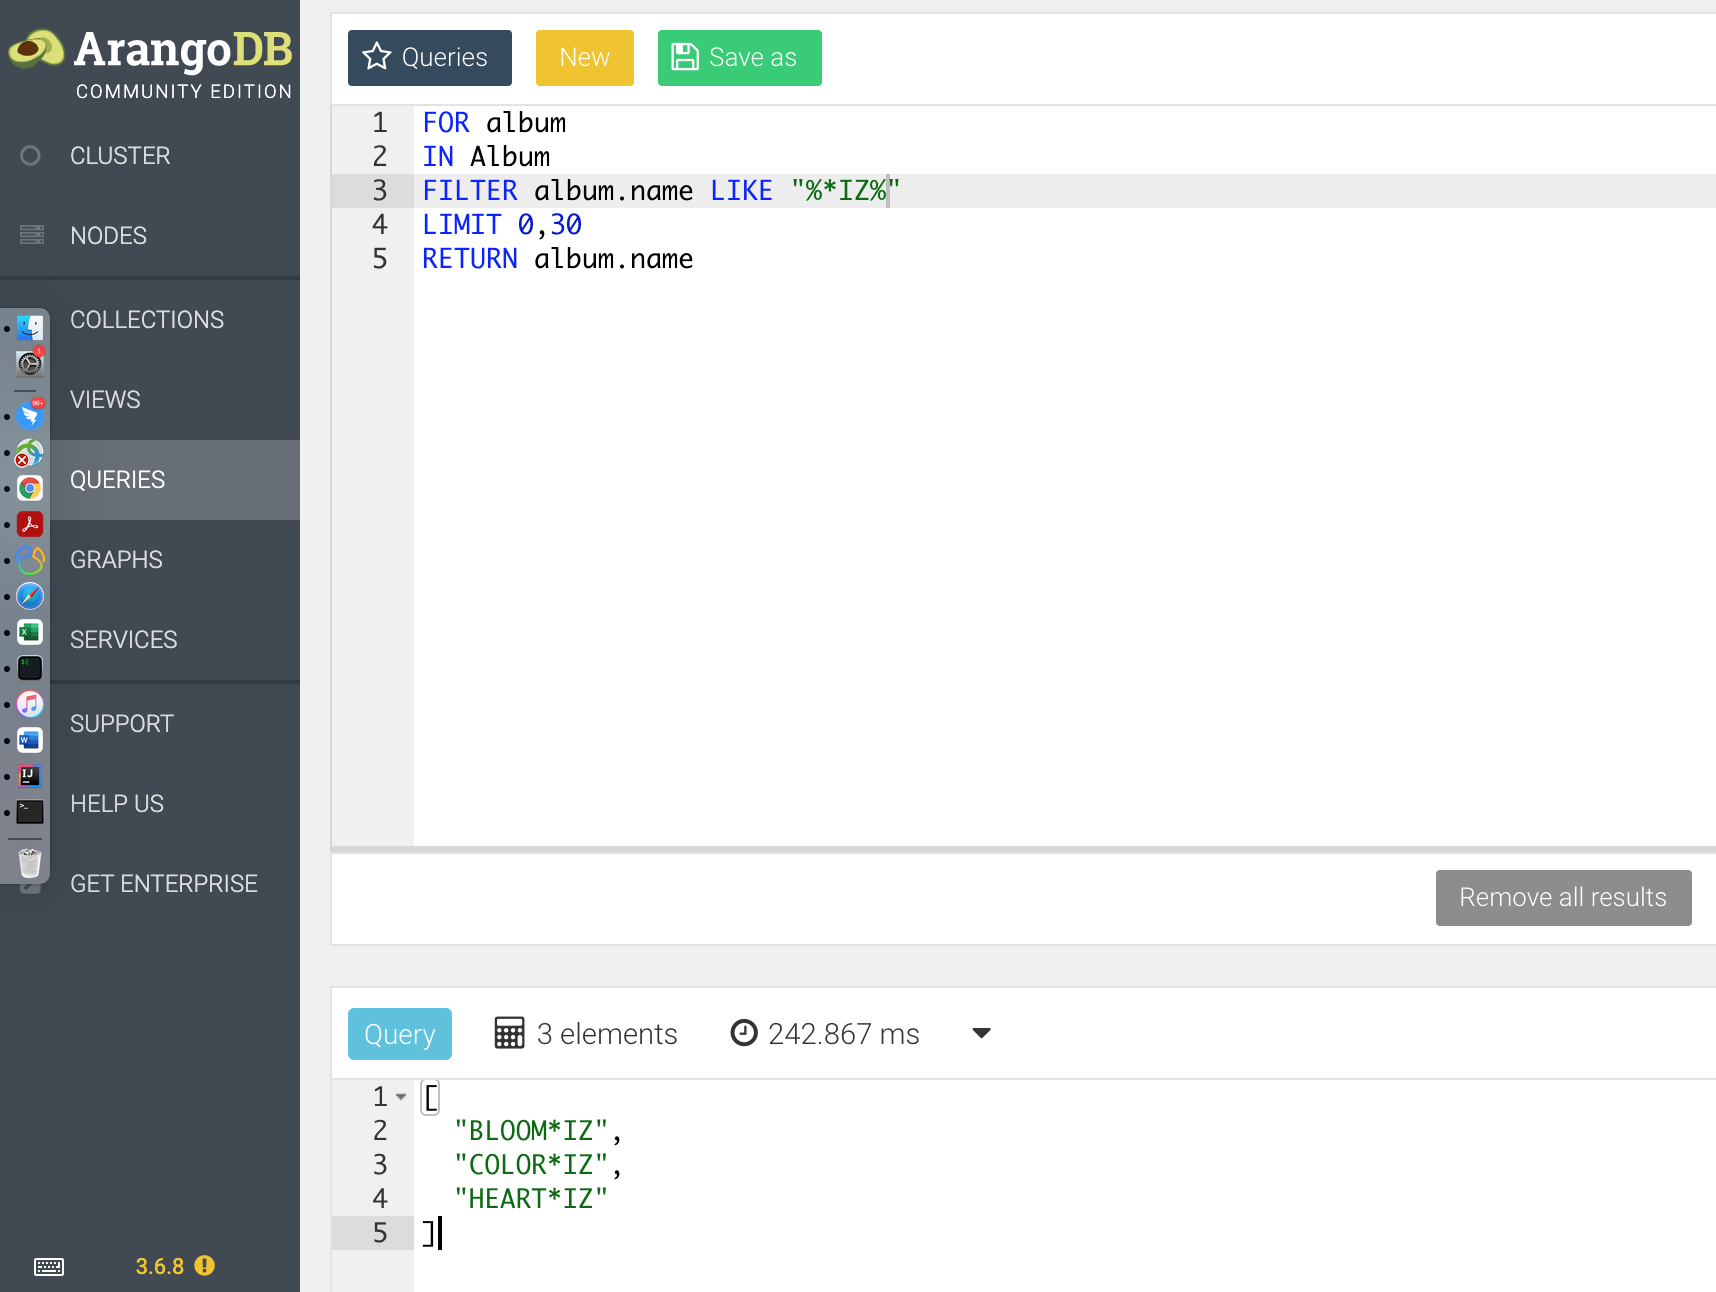 ArangoDB
COMMUNITY EDITION
CLUSTER
NODES
COLLECTIONS
VIEWS
QUERIES
GRAPHS
SERVICES
SUPPORT
HELP US
GET ENTERPRISE
3.6.8
Queries
New
Save as
1 FOR album
2 IN Album
3 FILTER album.name LIKE "%*IZ%"
4 LIMIT 0,30
5 RETURN album.name
Remove all results
Query 3 elements 242.867 ms
1 [
2 "BLOOM*IZ",
3 "COLOR*IZ",
4 "HEART*IZ"
5 ]